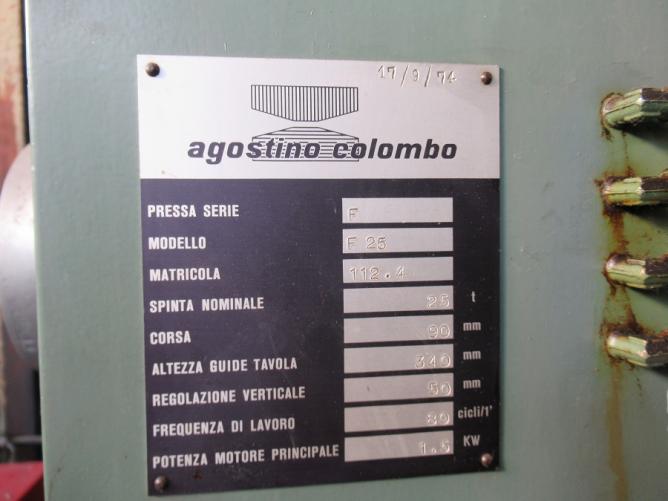 17/9/74
agostino colombo
PRESSA SERIE F
MODELLO F 25
MATRICOLA 112.4
SPINTA NOMINALE 25 t
CORSA 90 mm
ALTEZZA GUIDE TAVOLA 340 mm
REGOLAZIONE VERTICALE 50 mm
FREQUENZA DI LAVORO 80 cicli/1'
POTENZA MOTORE PRINCIPALE 1.5 KW